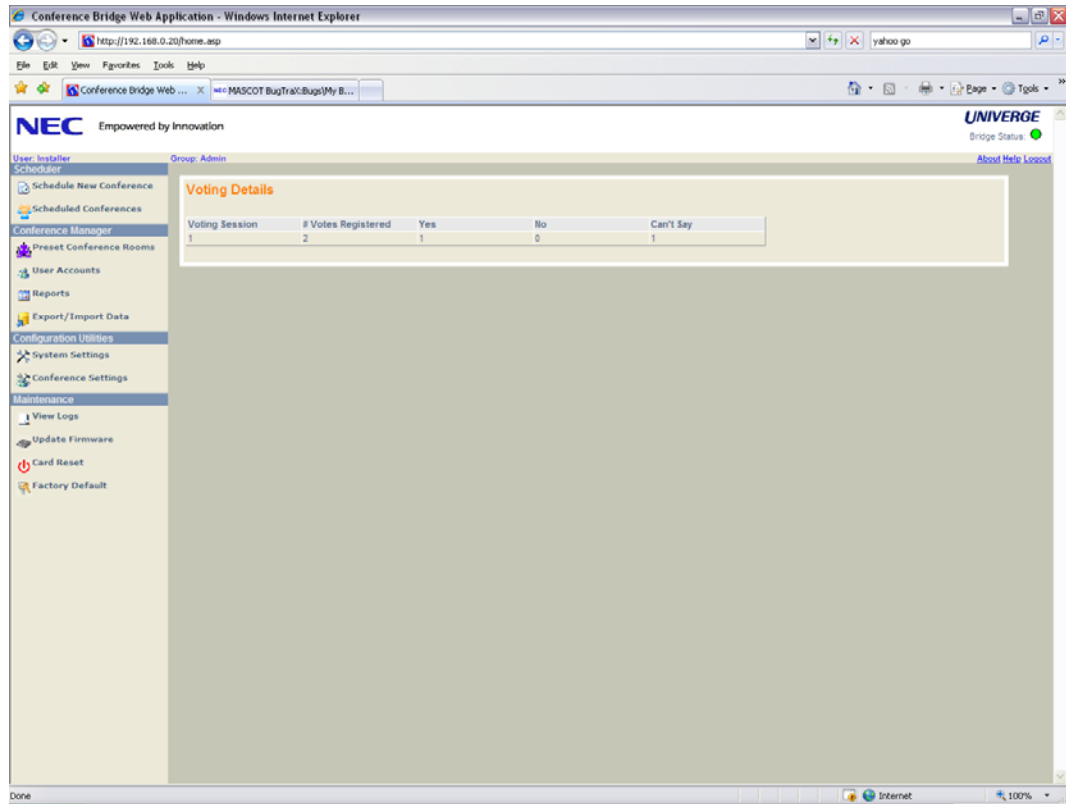 Conference Bridge Web Application - Windows Internet Explorer
http://192.168.0.20/home.asp
yahoo go
File Edit View Favorites Tools Help
Conference Bridge Web ... X
NEC MASCOT BugTraX:Bugs\My B...
Page Tools
NEC Empowered by Innovation
UNIVERGE
Bridge Status:
User: Installer
Group: Admin
About Help Logout
Scheduler
Schedule New Conference
Scheduled Conferences
Conference Manager
Preset Conference Rooms
User Accounts
Reports
Export/Import Data
Configuration Utilities
System Settings
Conference Settings
Maintenance
View Logs
Update Firmware
Card Reset
Factory Default
Voting Details
Voting Session # Votes Registered Yes No Can't Say
1 2 1 0 1
Done
Internet
100%